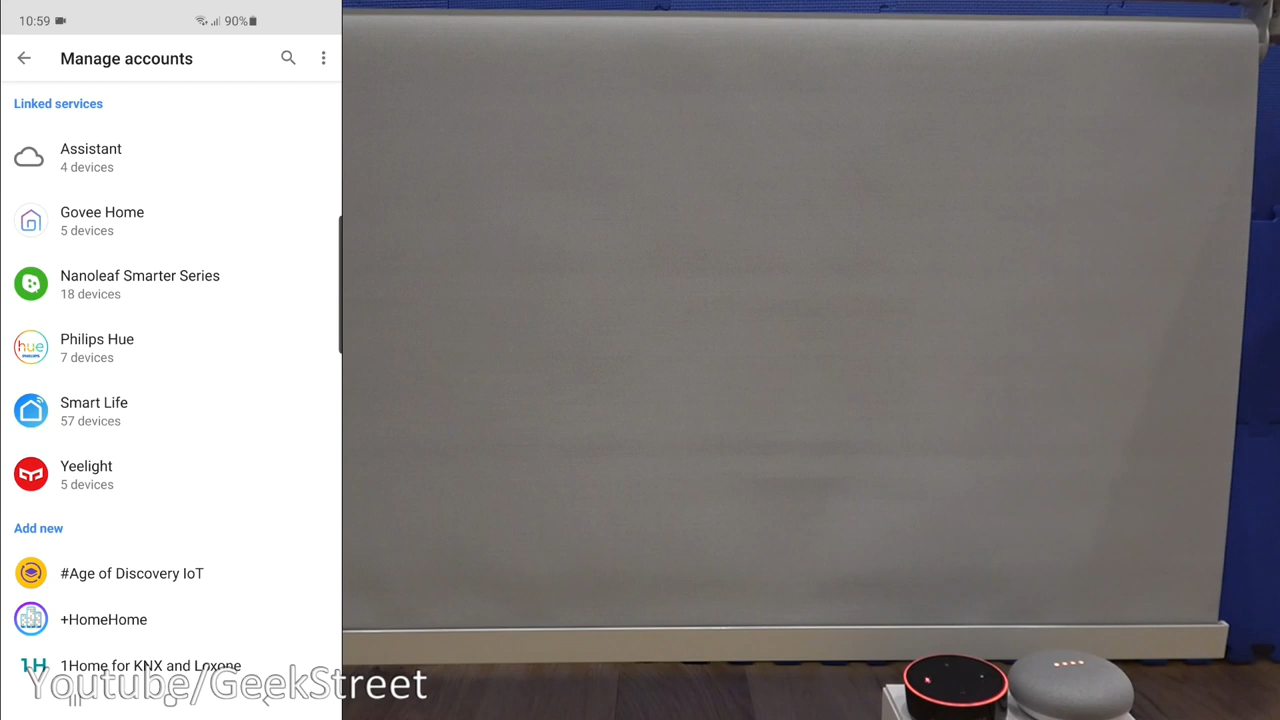 10:59
90%
Manage accounts
Linked services
Assistant
4 devices
Govee Home
5 devices
Nanoleaf Smarter Series
18 devices
hue
PHILIPS
Philips Hue
7 devices
Smart Life
57 devices
Yeelight
5 devices
Add new
#Age of Discovery IoT
+HomeHome
1H
1Home for KNX and Loxone
Youtube/GeekStreet